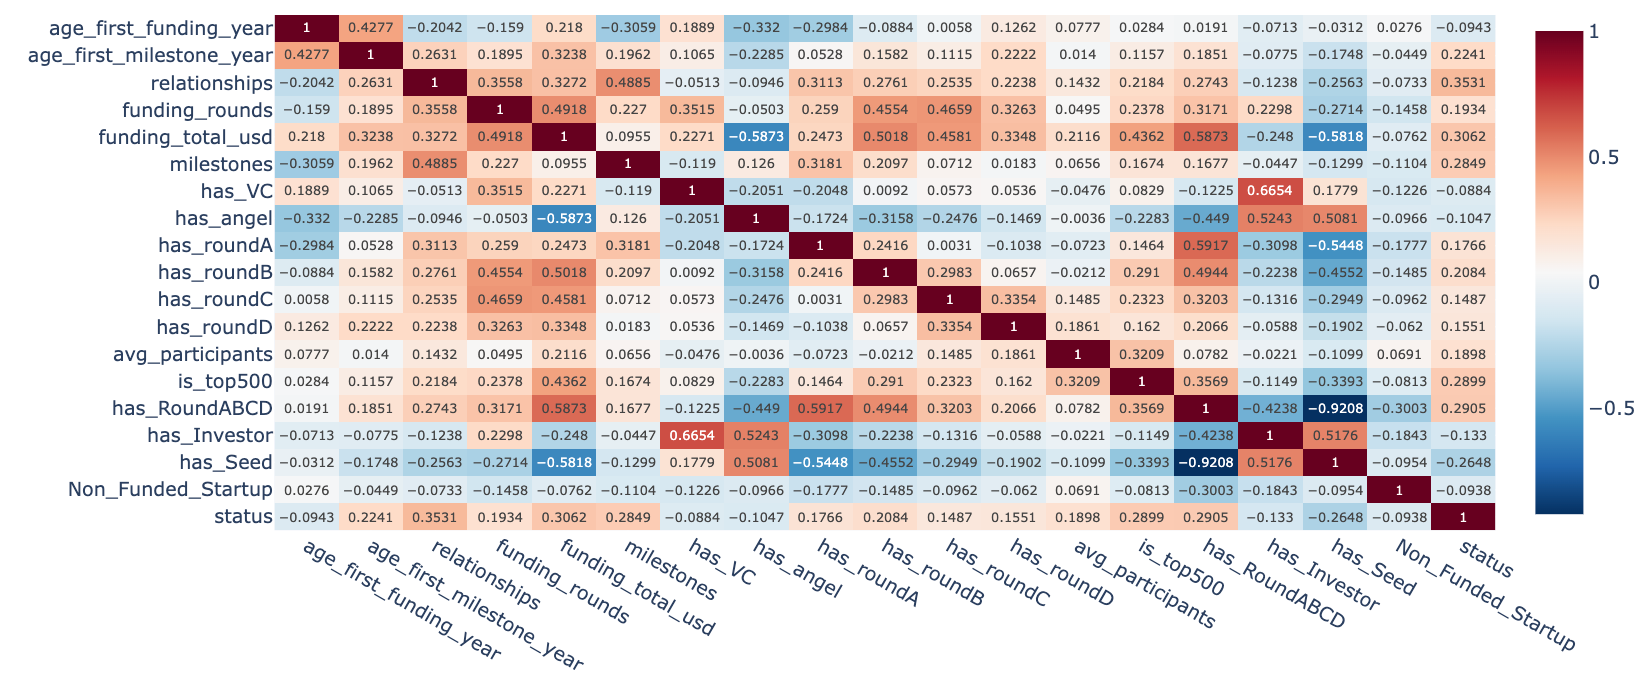 age_first_funding_year 1 0.4277 −0.2042 −0.159 0.218 −0.3059 0.1889 −0.332 −0.2984 −0.0884 0.0058 0.1262 0.0777 0.0284 0.0191 −0.0713 −0.0312 0.0276 −0.0943
age_first_milestone_year 0.4277 1 0.2631 0.1895 0.3238 0.1962 0.1065 −0.2285 0.0528 0.1582 0.1115 0.2222 0.014 0.1157 0.1851 −0.0775 −0.1748 −0.0449 0.2241
relationships −0.2042 0.2631 1 0.3558 0.3272 0.4885 −0.0513 −0.0946 0.3113 0.2761 0.2535 0.2238 0.1432 0.2184 0.2743 −0.1238 −0.2563 −0.0733 0.3531
funding_rounds −0.159 0.1895 0.3558 1 0.4918 0.227 0.3515 −0.0503 0.259 0.4554 0.4659 0.3263 0.0495 0.2378 0.3171 0.2298 −0.2714 −0.1458 0.1934
funding_total_usd 0.218 0.3238 0.3272 0.4918 1 0.0955 0.2271 −0.5873 0.2473 0.5018 0.4581 0.3348 0.2116 0.4362 0.5873 −0.248 −0.5818 −0.0762 0.3062
milestones −0.3059 0.1962 0.4885 0.227 0.0955 1 −0.119 0.126 0.3181 0.2097 0.0712 0.0183 0.0656 0.1674 0.1677 −0.0447 −0.1299 −0.1104 0.2849
has_VC 0.1889 0.1065 −0.0513 0.3515 0.2271 −0.119 1 −0.2051 −0.2048 0.0092 0.0573 0.0536 −0.0476 0.0829 −0.1225 0.6654 0.1779 −0.1226 −0.0884
has_angel −0.332 −0.2285 −0.0946 −0.0503 −0.5873 0.126 −0.2051 1 −0.1724 −0.3158 −0.2476 −0.1469 −0.0036 −0.2283 −0.449 0.5243 0.5081 −0.0966 −0.1047
has_roundA −0.2984 0.0528 0.3113 0.259 0.2473 0.3181 −0.2048 −0.1724 1 0.2416 0.0031 −0.1038 −0.0723 0.1464 0.5917 −0.3098 −0.5448 −0.1777 0.1766
has_roundB −0.0884 0.1582 0.2761 0.4554 0.5018 0.2097 0.0092 −0.3158 0.2416 1 0.2983 0.0657 −0.0212 0.291 0.4944 −0.2238 −0.4552 −0.1485 0.2084
has_roundC 0.0058 0.1115 0.2535 0.4659 0.4581 0.0712 0.0573 −0.2476 0.0031 0.2983 1 0.3354 0.1485 0.2323 0.3203 −0.1316 −0.2949 −0.0962 0.1487
has_roundD 0.1262 0.2222 0.2238 0.3263 0.3348 0.0183 0.0536 −0.1469 −0.1038 0.0657 0.3354 1 0.1861 0.162 0.2066 −0.0588 −0.1902 −0.062 0.1551
avg_participants 0.0777 0.014 0.1432 0.0495 0.2116 0.0656 −0.0476 −0.0036 −0.0723 −0.0212 0.1485 0.1861 1 0.3209 0.0782 −0.0221 −0.1099 0.0691 0.1898
is_top500 0.0284 0.1157 0.2184 0.2378 0.4362 0.1674 0.0829 −0.2283 0.1464 0.291 0.2323 0.162 0.3209 1 0.3569 −0.1149 −0.3393 −0.0813 0.2899
has_RoundABCD 0.0191 0.1851 0.2743 0.3171 0.5873 0.1677 −0.1225 −0.449 0.5917 0.4944 0.3203 0.2066 0.0782 0.3569 1 −0.4238 −0.9208 −0.3003 0.2905
has_Investor −0.0713 −0.0775 −0.1238 0.2298 −0.248 −0.0447 0.6654 0.5243 −0.3098 −0.2238 −0.1316 −0.0588 −0.0221 −0.1149 −0.4238 1 0.5176 −0.1843 −0.133
has_Seed −0.0312 −0.1748 −0.2563 −0.2714 −0.5818 −0.1299 0.1779 0.5081 −0.5448 −0.4552 −0.2949 −0.1902 −0.1099 −0.3393 −0.9208 0.5176 1 −0.0954 −0.2648
Non_Funded_Startup 0.0276 −0.0449 −0.0733 −0.1458 −0.0762 −0.1104 −0.1226 −0.0966 −0.1777 −0.1485 −0.0962 −0.062 0.0691 −0.0813 −0.3003 −0.1843 −0.0954 1 −0.0938
status −0.0943 0.2241 0.3531 0.1934 0.3062 0.2849 −0.0884 −0.1047 0.1766 0.2084 0.1487 0.1551 0.1898 0.2899 0.2905 −0.133 −0.2648 −0.0938 1
age_first_funding_year
age_first_milestone_year
relationships
funding_rounds
funding_total_usd
milestones
has_VC
has_angel
has_roundA
has_roundB
has_roundC
has_roundD
avg_participants
is_top500
has_RoundABCD
has_Investor
has_Seed
Non_Funded_Startup
status
1
0.5
0
−0.5